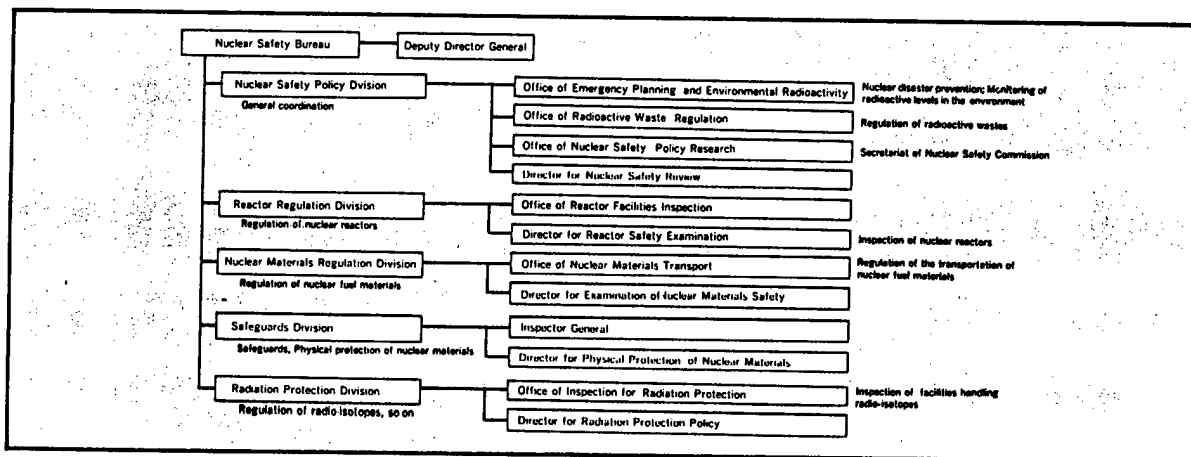 Nuclear Safety Bureau
Deputy Director General
Nuclear Safety Policy Division
General coordination
Office of Emergency Planning and Environmental Radioactivity
Nuclear disaster prevention; Monitoring of
radioactive levels in the environment
Office of Radioactive Waste Regulation
Regulation of radioactive wastes
Office of Nuclear Safety Policy Research
Secretariat of Nuclear Safety Commission
Director for Nuclear Safety Review
Reactor Regulation Division
Regulation of nuclear reactors
Office of Reactor Facilities Inspection
Director for Reactor Safety Examination
Inspection of nuclear reactors
Nuclear Materials Regulation Division
Regulation of nuclear fuel materials
Office of Nuclear Materials Transport
Regulation of the transportation of
nuclear fuel materials
Director for Examination of Nuclear Materials Safety
Safeguards Division
Safeguards, Physical protection of nuclear materials
Inspector General
Director for Physical Protection of Nuclear Materials
Radiation Protection Division
Regulation of radio-isotopes, so on
Office of Inspection for Radiation Protection
Inspection of facilities handling
radio-isotopes
Director for Radiation Protection Policy